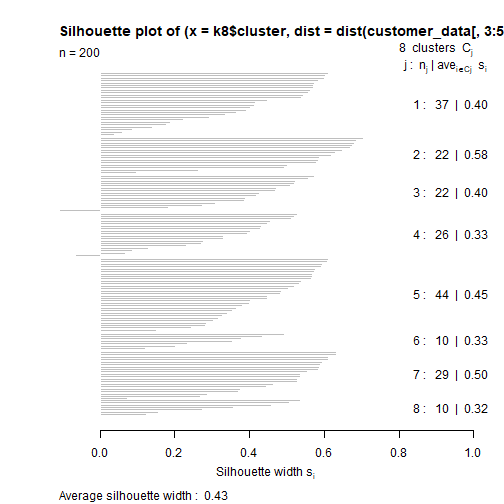 Silhouette plot of (x = k8$cluster, dist = dist(customer_data[, 3:5
n = 200
8 clusters Cj
j : nj | avei∈Cj si
1 : 37 | 0.40
2 : 22 | 0.58
3 : 22 | 0.40
4 : 26 | 0.33
5 : 44 | 0.45
6 : 10 | 0.33
7 : 29 | 0.50
8 : 10 | 0.32
0.0 0.2 0.4 0.6 0.8 1.0
Silhouette width si
Average silhouette width : 0.43